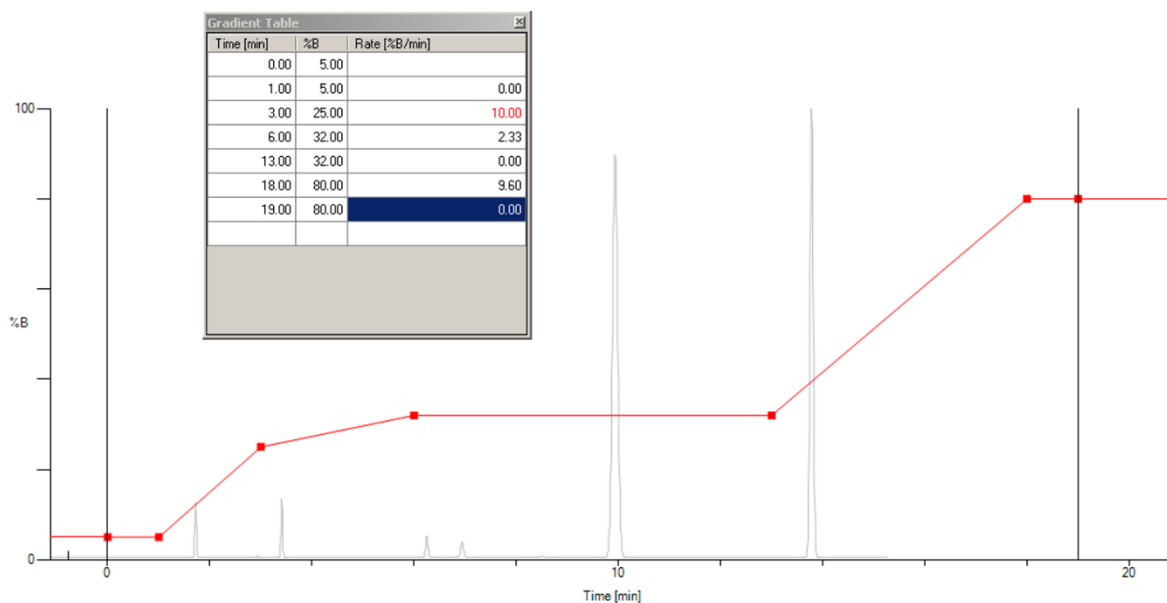 Gradient Table
Time [min] %B Rate [%B/min]
0.00 5.00
1.00 5.00 0.00
3.00 25.00 10.00
6.00 32.00 2.33
13.00 32.00 0.00
18.00 80.00 9.60
19.00 80.00 0.00
100
%B
0
0 10 20
Time [min]